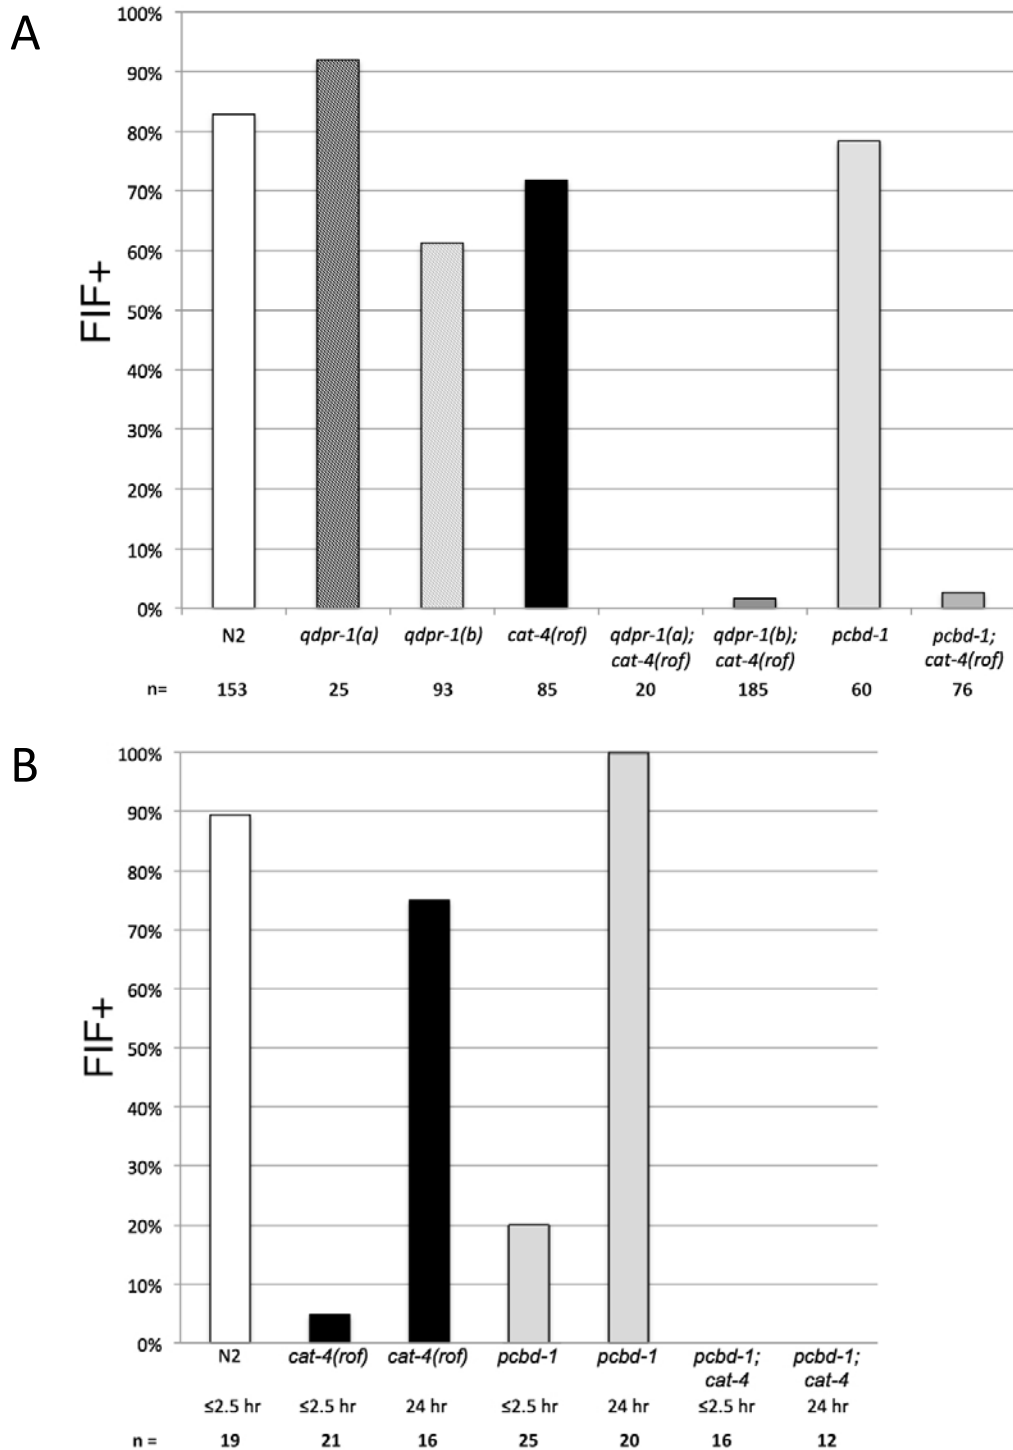 A
100%
90%
80%
70%
60%
50%
40%
30%
20%
10%
0%
FIF+
N2 qdpr-1(a) qdpr-1(b) cat-4(rof) qdpr-1(a); qdpr-1(b); pcbd-1 pcbd-1;
cat-4(rof) cat-4(rof) cat-4(rof)
n= 153 25 93 85 20 185 60 76
B
100%
90%
80%
70%
60%
50%
40%
30%
20%
10%
0%
FIF+
N2 cat-4(rof) cat-4(rof) pcbd-1 pcbd-1 pcbd-1; pcbd-1;
cat-4 cat-4
≤2.5 hr ≤2.5 hr 24 hr ≤2.5 hr 24 hr ≤2.5 hr 24 hr
n = 19 21 16 25 20 16 12